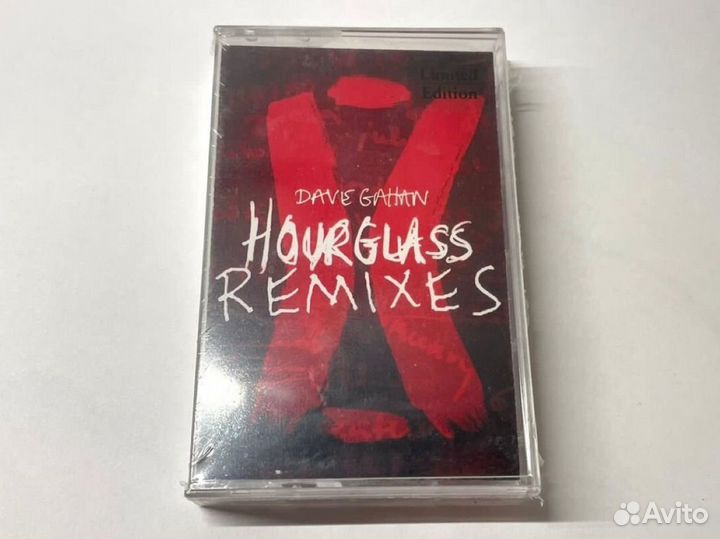 Limited
Edition
DAVE GAHAN
HOURGLASS
REMIXES
Avito